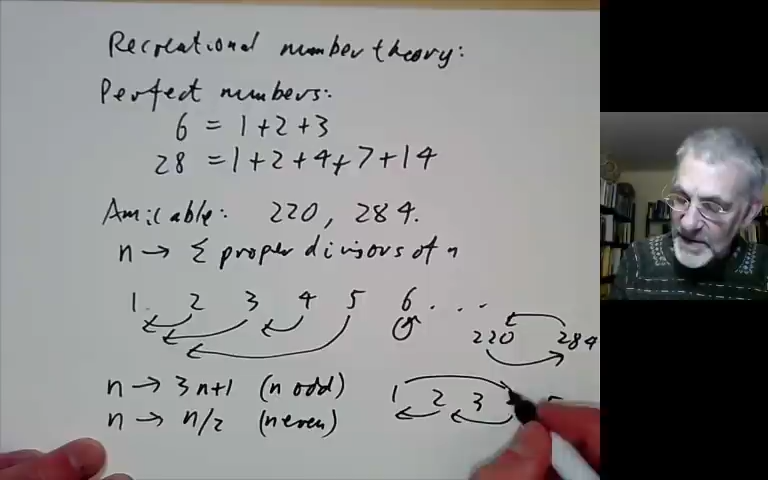 Recreational number theory:
Perfect numbers:
6 = 1+2+3
28 = 1+2+4+7+14
Amicable: 220, 284.
n → Σ proper divisors of n
1 2 3 4 5 6 . . .
220 284
n → 3n+1 (n odd)
n → n/2 (n even)
1 2 3